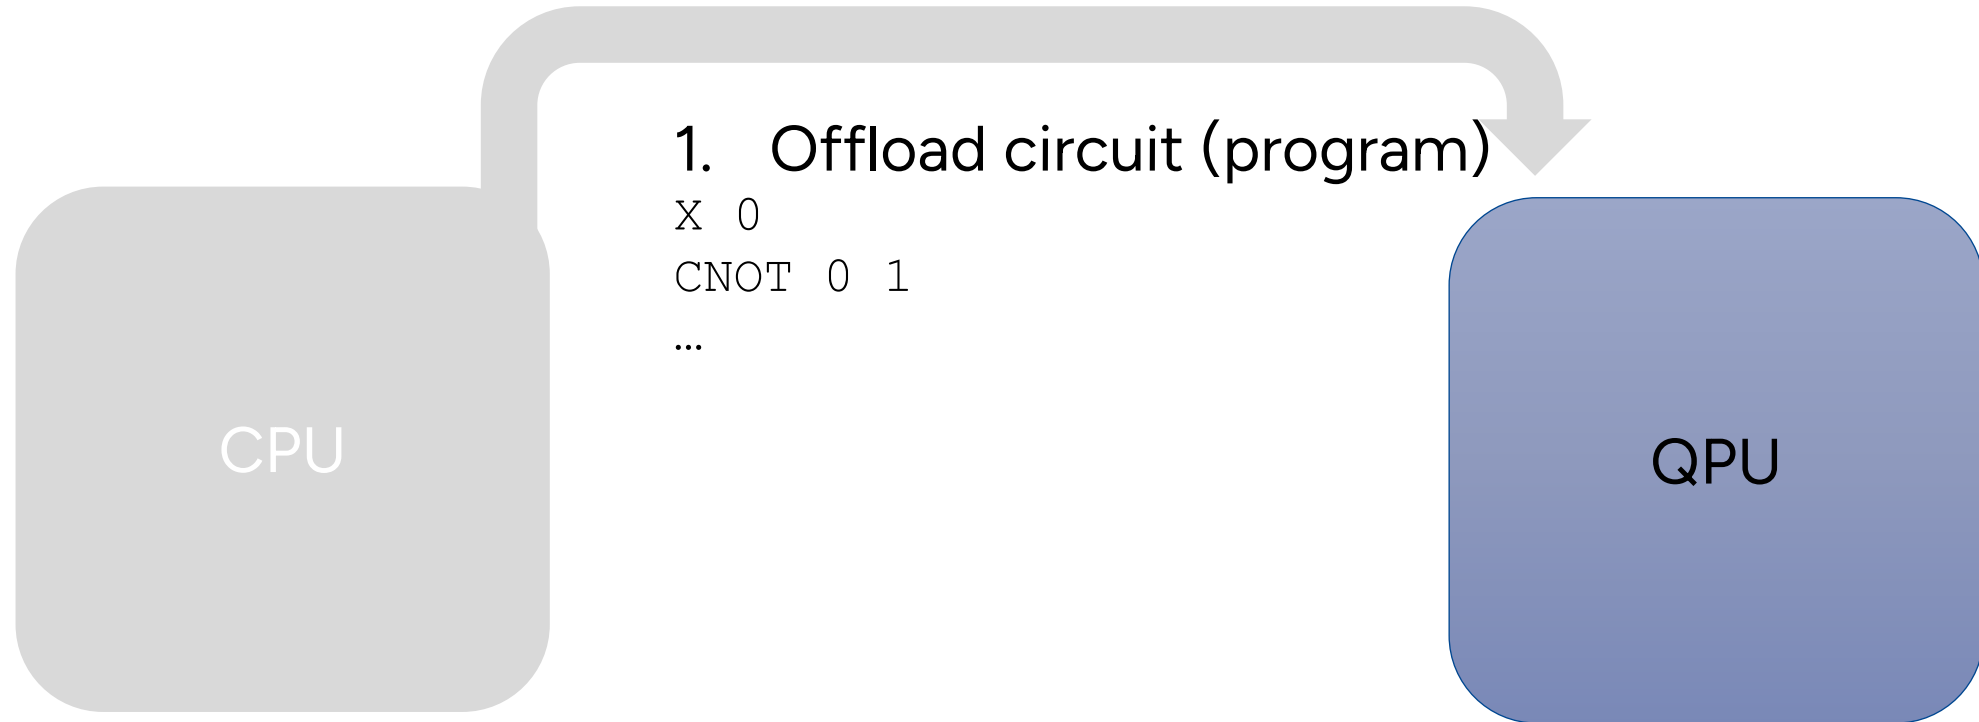 1. Offload circuit (program)
X 0
CNOT 0 1
…
CPU
QPU